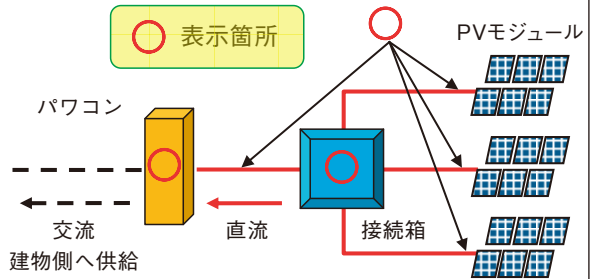 表示箇所
PVモジュール
パワコン
交流
直流
接続箱
建物側へ供給